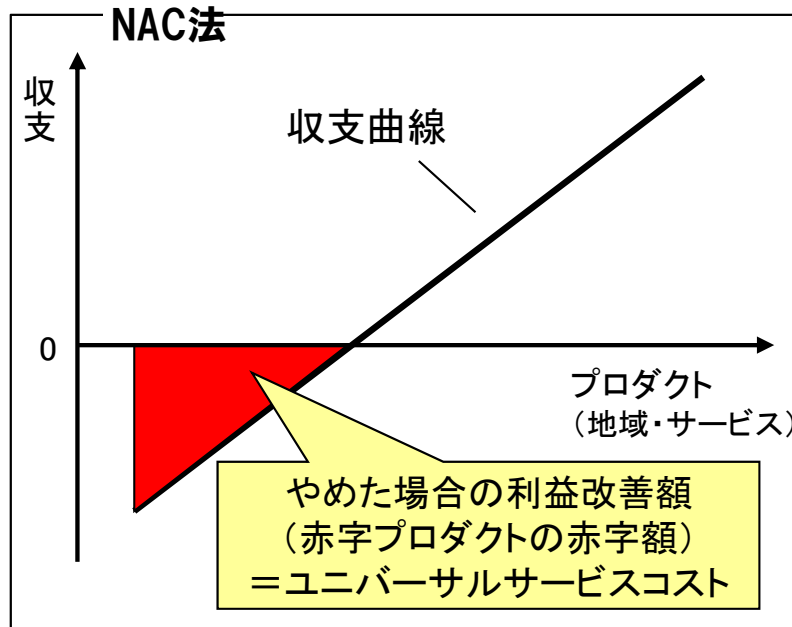 NAC法
収支
収支曲線
0
プロダクト
（地域・サービス）
やめた場合の利益改善額
（赤字プロダクトの赤字額）
＝ユニバーサルサービスコスト